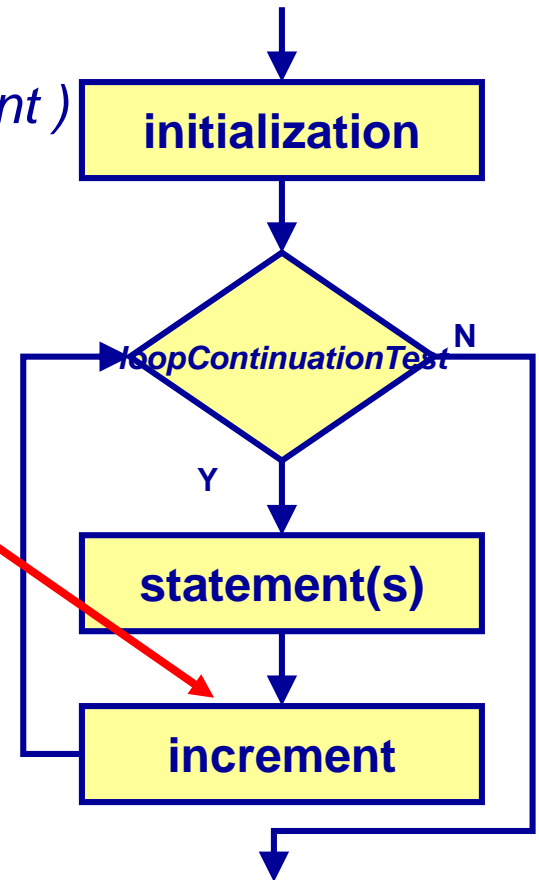 nt )
initialization
loopContinuationTest
N
Y
statement(s)
increment